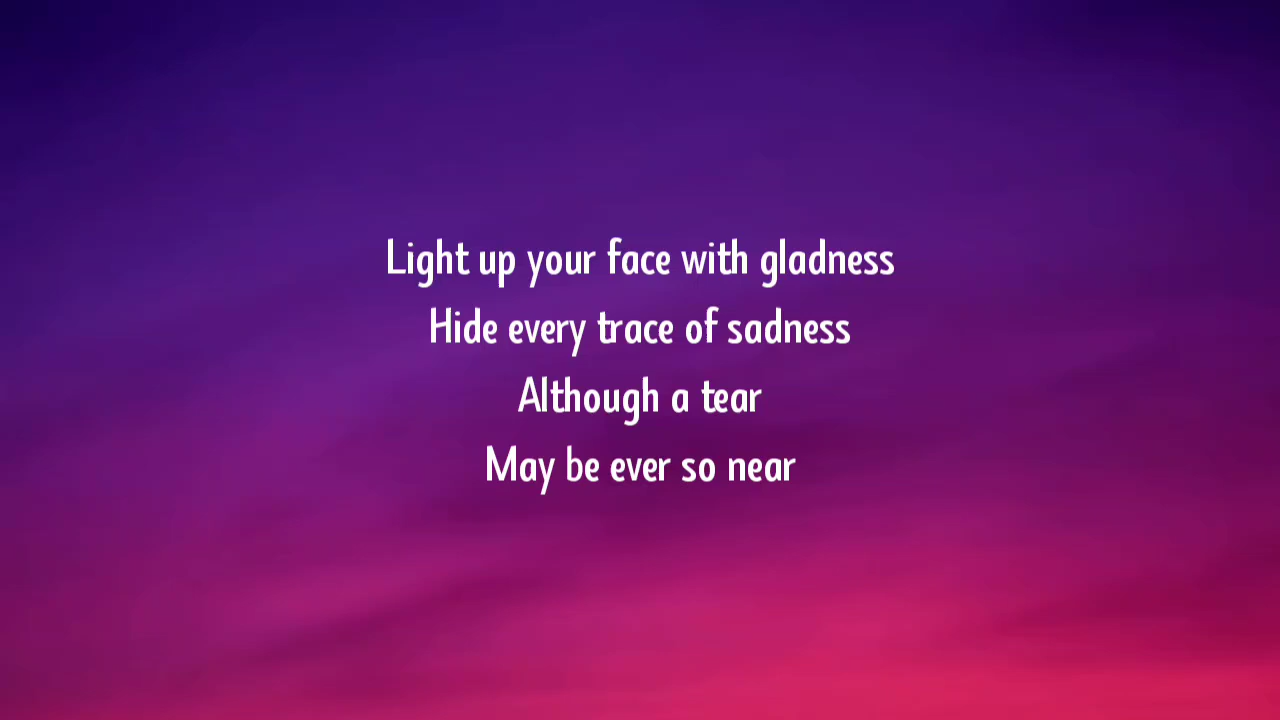 Light up your face with gladness
Hide every trace of sadness
Although a tear
May be ever so near